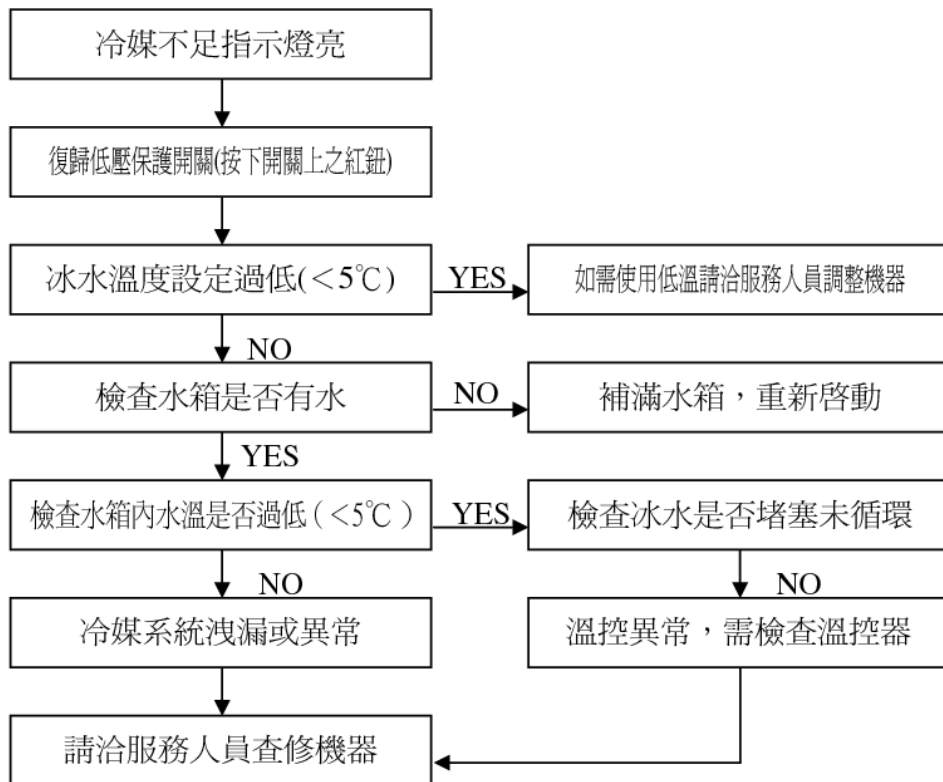 冷媒不足指示燈亮
復歸低壓保護開關(按下開關上之紅鈕)
冰水溫度設定過低(＜5℃)
YES
如需使用低溫請洽服務人員調整機器
NO
檢查水箱是否有水
NO
補滿水箱，重新啓動
YES
檢查水箱內水溫是否過低（＜5℃）
YES
檢查冰水是否堵塞未循環
NO
NO
冷媒系統洩漏或異常
溫控異常，需檢查溫控器
請洽服務人員查修機器